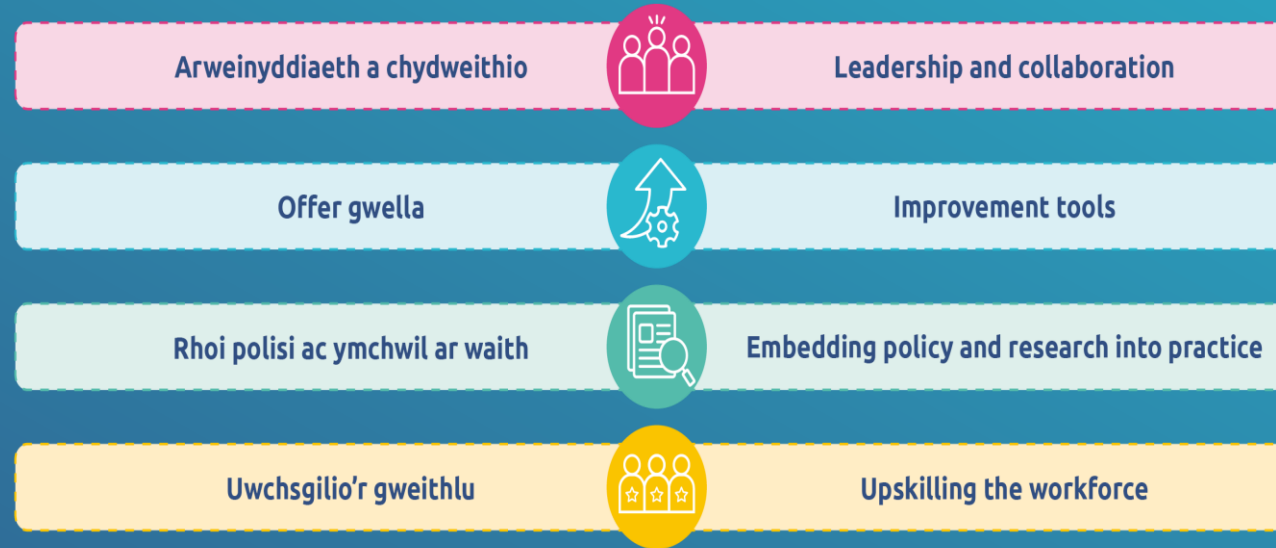 Arweinyddiaeth a chydweithio
Leadership and collaboration
Offer gwella
Improvement tools
Rhoi polisi ac ymchwil ar waith
Embedding policy and research into practice
Uwchsgilio’r gweithlu
Upskilling the workforce